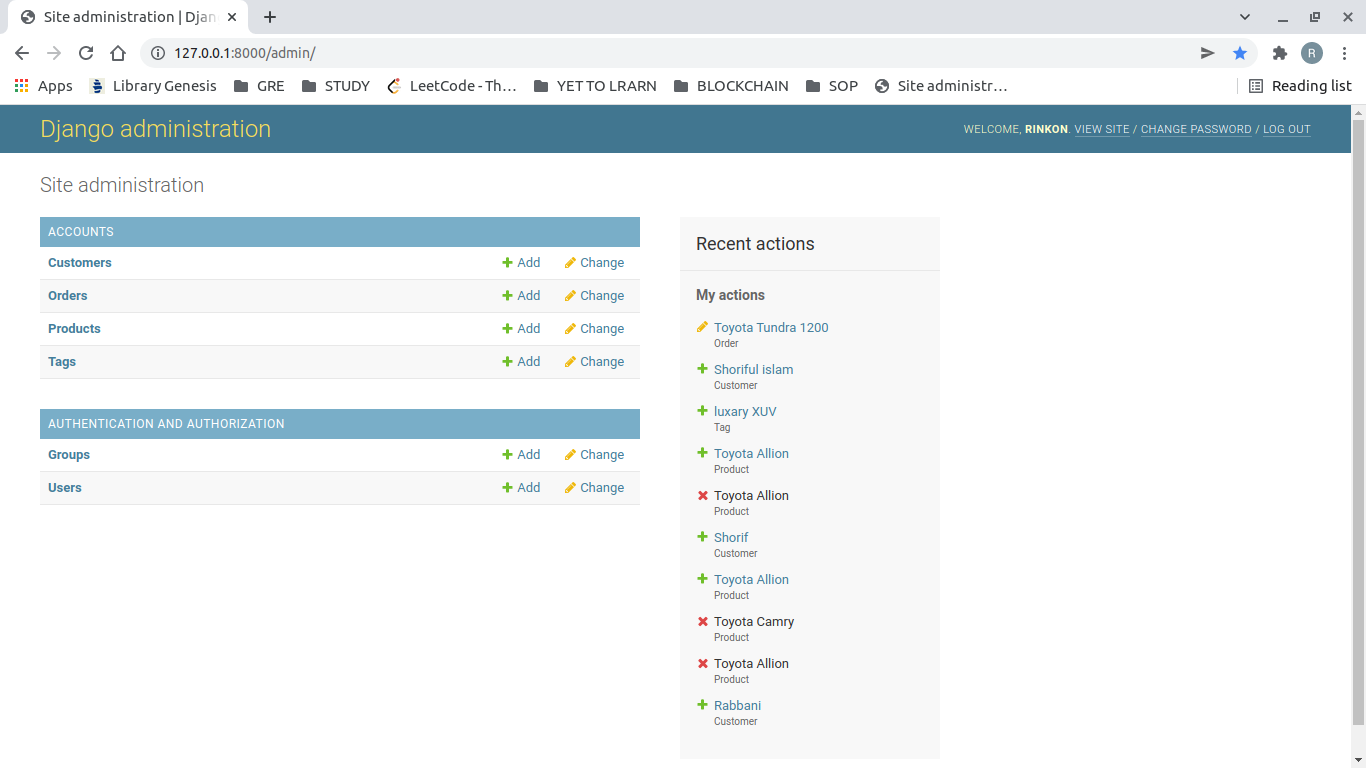 Site administration | Djan
127.0.0.1:8000/admin/
R
Apps
Library Genesis
GRE
STUDY
LeetCode - Th...
YET TO LRARN
BLOCKCHAIN
SOP
Site administr...
Reading list
Django administration
WELCOME, RINKON. VIEW SITE / CHANGE PASSWORD / LOG OUT
Site administration
ACCOUNTS
Customers Add Change
Orders Add Change
Products Add Change
Tags Add Change
AUTHENTICATION AND AUTHORIZATION
Groups Add Change
Users Add Change
Recent actions
My actions
Toyota Tundra 1200
Order
Shoriful islam
Customer
luxary XUV
Tag
Toyota Allion
Product
Toyota Allion
Product
Shorif
Customer
Toyota Allion
Product
Toyota Camry
Product
Toyota Allion
Product
Rabbani
Customer